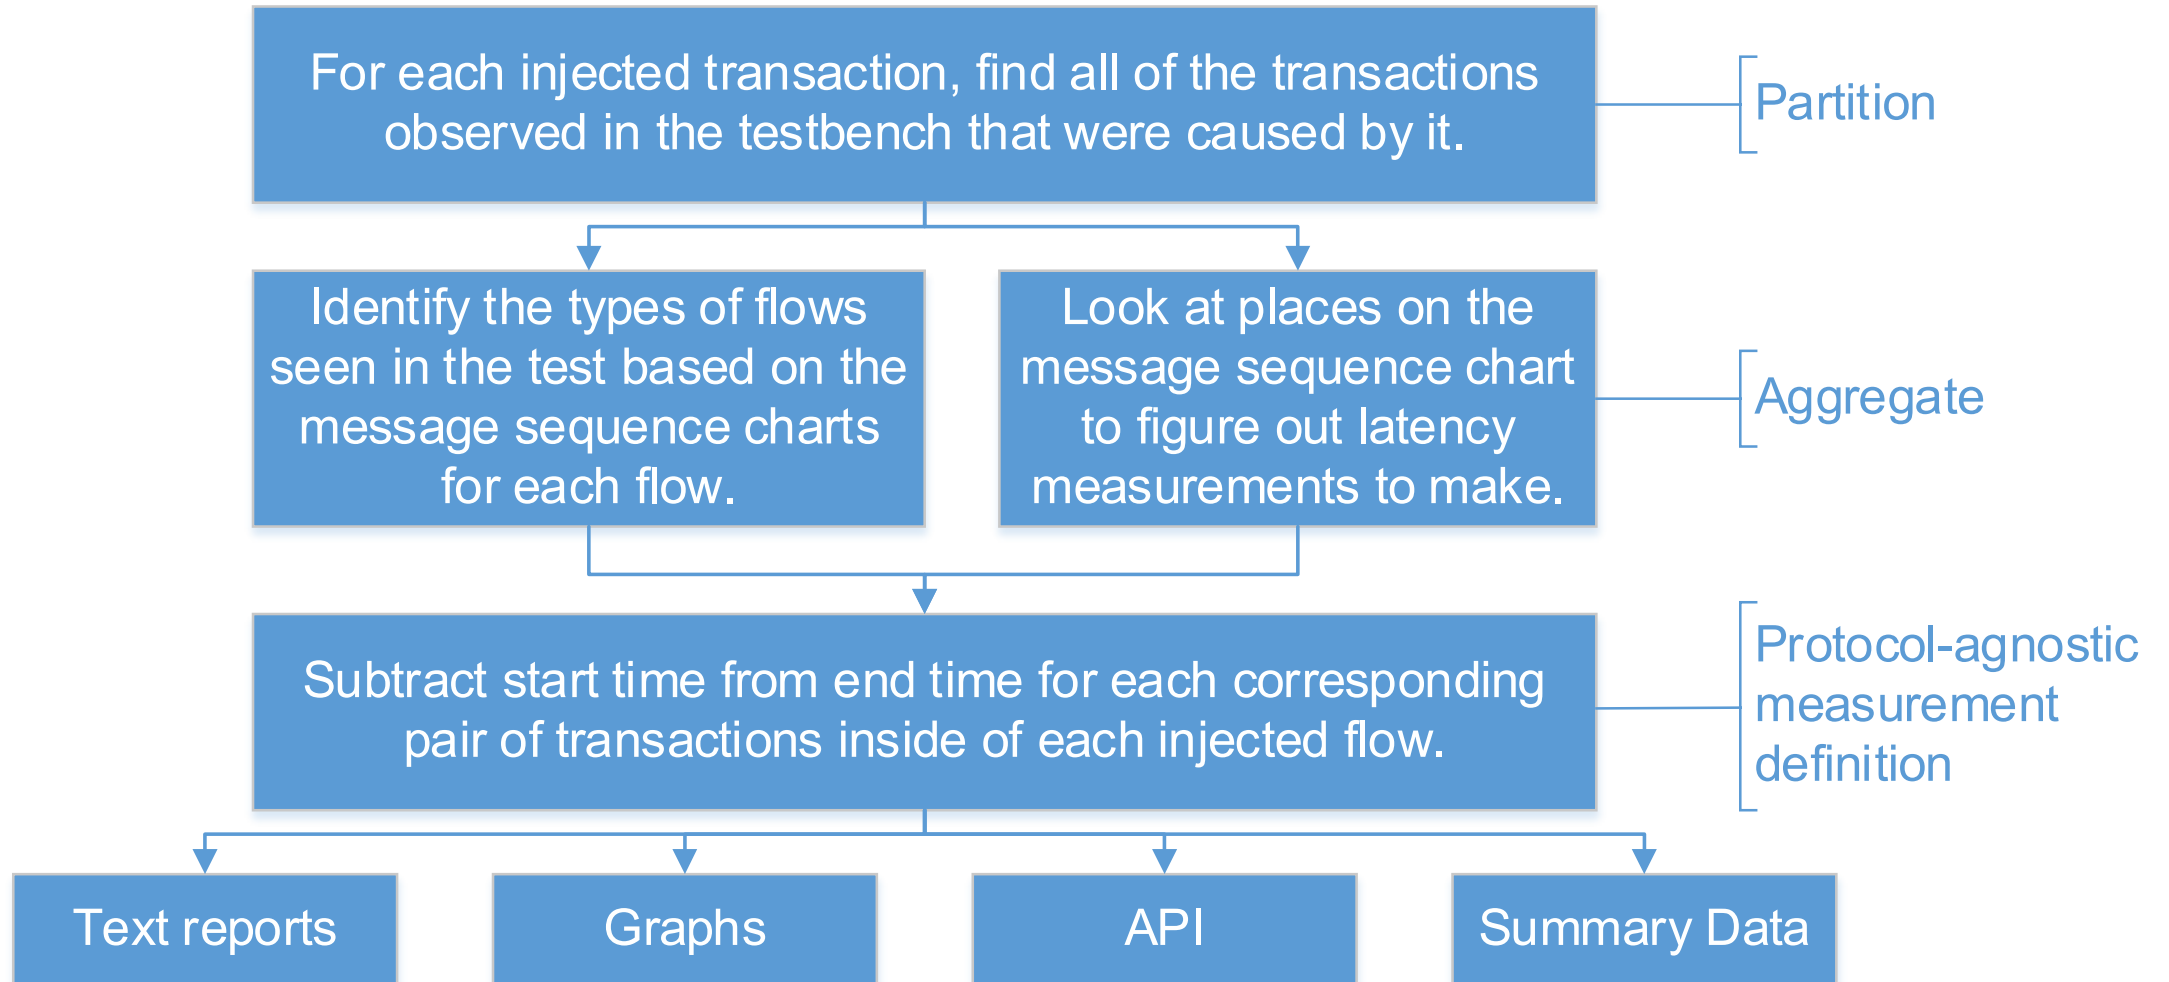 For each injected transaction, find all of the transactions
observed in the testbench that were caused by it.
Partition
Identify the types of flows
seen in the test based on the
message sequence charts
for each flow.
Look at places on the
message sequence chart
to figure out latency
measurements to make.
Aggregate
Subtract start time from end time for each corresponding
pair of transactions inside of each injected flow.
Protocol-agnostic
measurement
definition
Text reports
Graphs
API
Summary Data